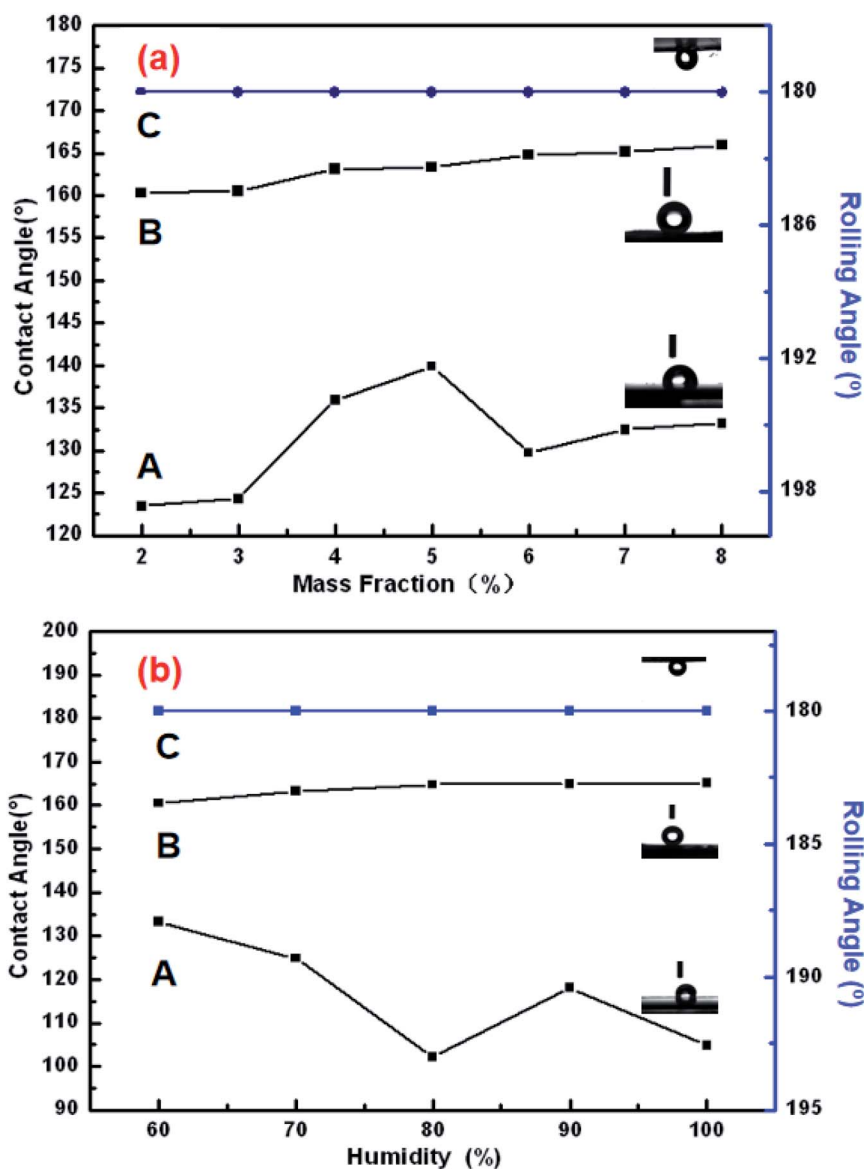 (a)
180
175
170
165
160
155
150
145
140
135
130
125
120
Contact Angle(°)
C
B
A
180
186
192
198
Rolling Angle (º)
2 3 4 5 6 7 8
Mass Fraction (%)
(b)
200
190
180
170
160
150
140
130
120
110
100
90
Contact Angle(°)
C
B
A
180
185
190
195
Rolling Angle (º)
60 70 80 90 100
Humidity (%)